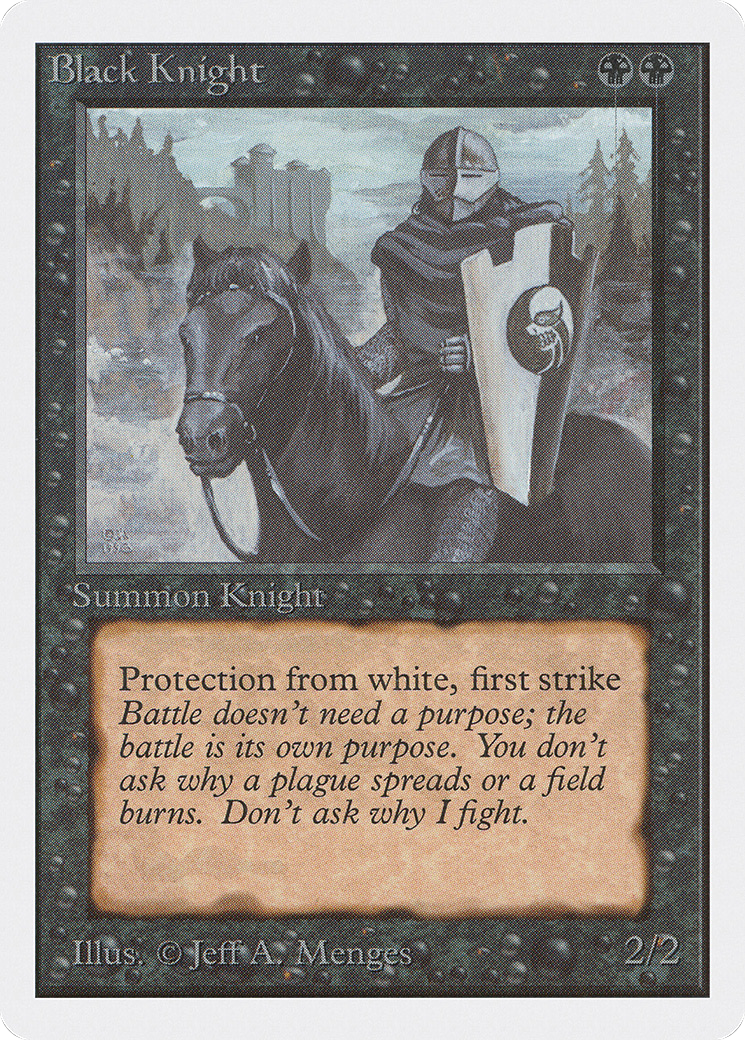 Black Knight
Summon Knight
Protection from white, first strike
Battle doesn't need a purpose; the
battle is its own purpose. You don't
ask why a plague spreads or a field
burns. Don't ask why I fight.
Illus. © Jeff A. Menges
2/2